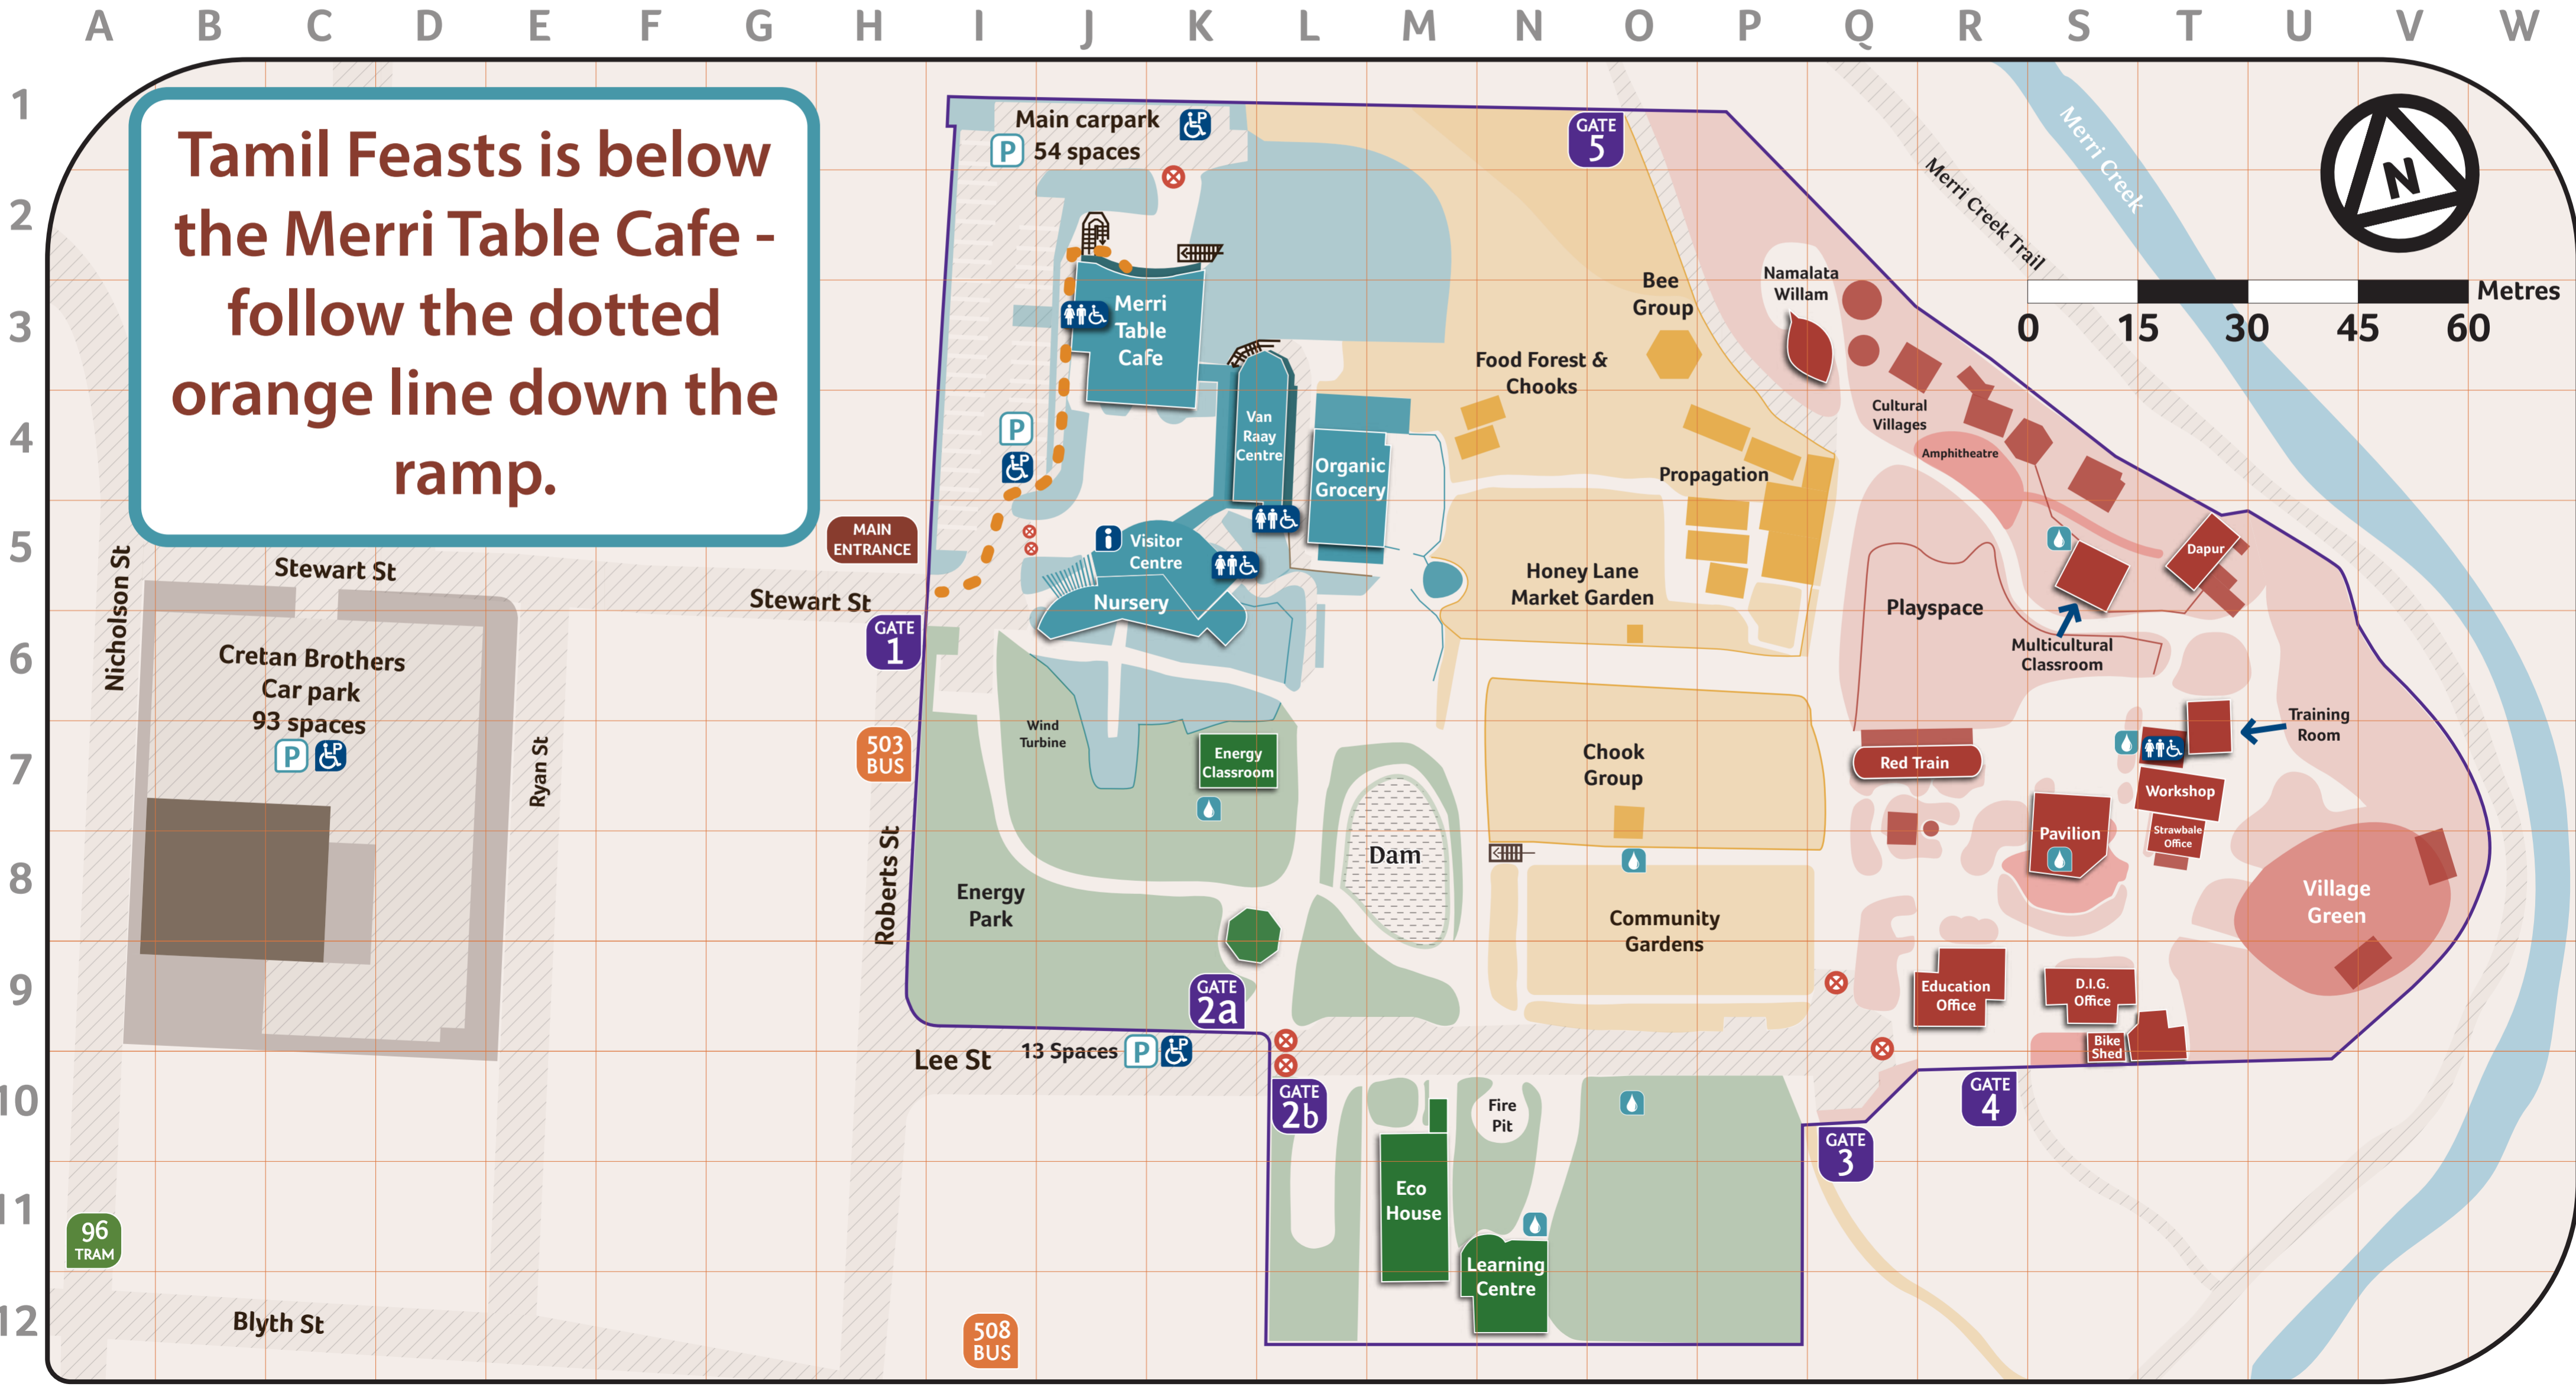 A B C D E F G H I J K L M N O P Q R S T U V W
1
2
3
4
5
6
7
8
9
10
11
12
Tamil Feasts is below
the Merri Table Cafe -
follow the dotted
orange line down the
ramp.
Main carpark
P 54 spaces
P
GATE
5
Merri Creek
Merri Creek Trail
N
Metres
0 15 30 45 60
Merri
Table
Cafe
Bee
Group
Namalata
Willam
Food Forest &
Chooks
Cultural
Villages
Amphitheatre
P
P
Van
Raay
Centre
Organic
Grocery
Propagation
MAIN
ENTRANCE
i
Visitor
Centre
Nursery
Honey Lane
Market Garden
Playspace
Dapur
Multicultural
Classroom
Nicholson St
Stewart St
Stewart St
GATE
1
Cretan Brothers
Car park
93 spaces
P P
Ryan St
503
BUS
Roberts St
Wind
Turbine
Energy
Classroom
Chook
Group
Red Train
Training
Room
Workshop
Strawbale
Office
Pavilion
Dam
Energy
Park
Community
Gardens
Village
Green
GATE
2a
Education
Office
D.I.G.
Office
Bike
Shed
Lee St
13 Spaces P P
GATE
2b
Fire
Pit
GATE
4
GATE
3
Eco
House
Learning
Centre
96
TRAM
Blyth St
508
BUS